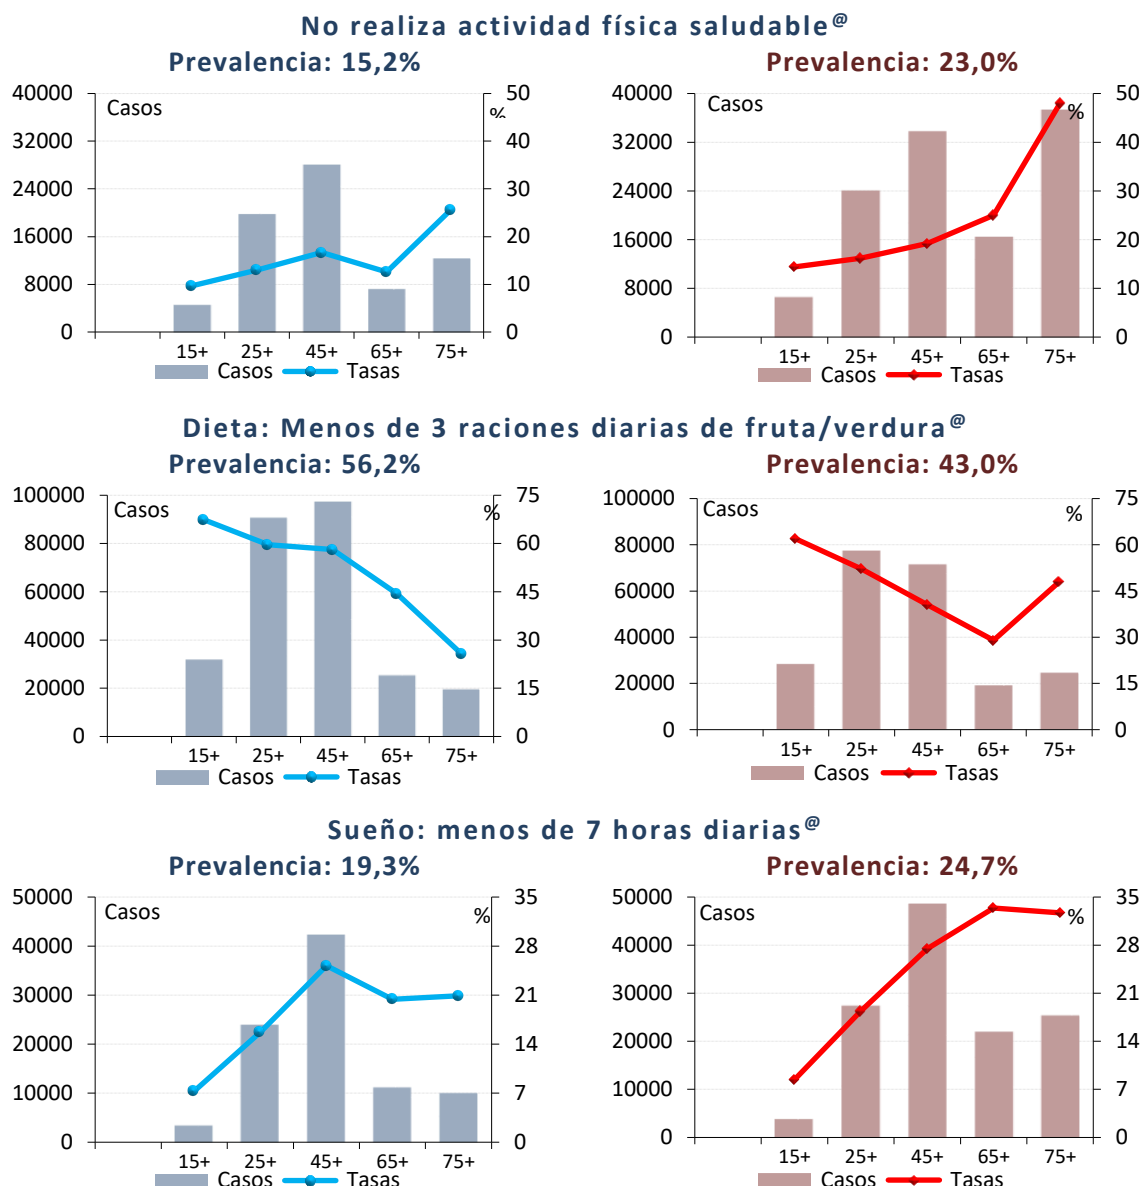 No realiza actividad física saludable@
Prevalencia: 15,2%
Prevalencia: 23,0%
40000
32000
24000
16000
8000
0
Casos
50
40
30
20
10
0
%
15+ 25+ 45+ 65+ 75+
Casos Tasas
40000
32000
24000
16000
8000
0
Casos
50
40
30
20
10
0
%
15+ 25+ 45+ 65+ 75+
Casos Tasas
Dieta: Menos de 3 raciones diarias de fruta/verdura@
Prevalencia: 56,2%
Prevalencia: 43,0%
100000
80000
60000
40000
20000
0
Casos
75
60
45
30
15
0
%
15+ 25+ 45+ 65+ 75+
Casos Tasas
100000
80000
60000
40000
20000
0
Casos
75
60
45
30
15
0
%
15+ 25+ 45+ 65+ 75+
Casos Tasas
Sueño: menos de 7 horas diarias@
Prevalencia: 19,3%
Prevalencia: 24,7%
50000
40000
30000
20000
10000
0
Casos
35
28
21
14
7
0
%
15+ 25+ 45+ 65+ 75+
Casos Tasas
50000
40000
30000
20000
10000
0
Casos
35
28
21
14
7
0
%
15+ 25+ 45+ 65+ 75+
Casos Tasas